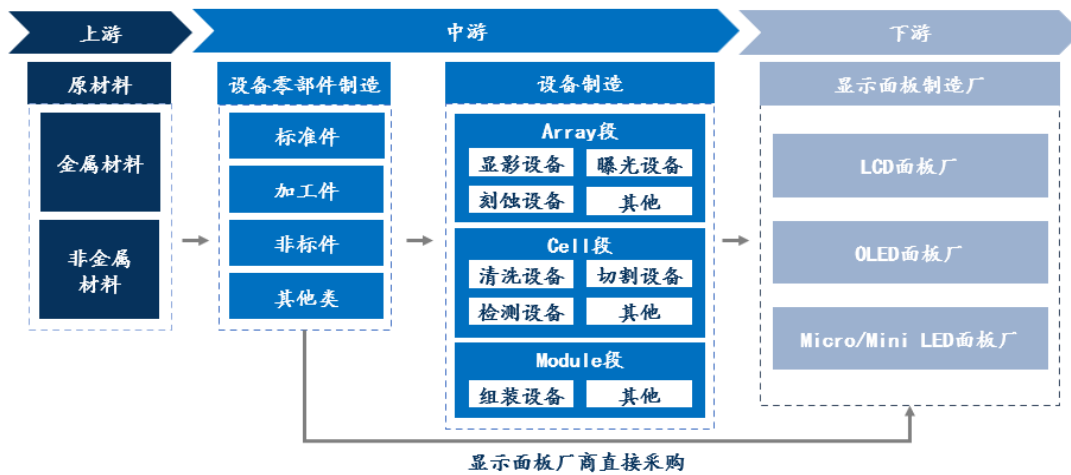 上游
中游
下游
原材料
设备零部件制造
设备制造
显示面板制造厂
金属材料
非金属
材料
标准件
加工件
非标件
其他类
Array段
显影设备
曝光设备
刻蚀设备
其他
Cell段
清洗设备
切割设备
检测设备
其他
Module段
组装设备
其他
LCD面板厂
OLED面板厂
Micro/Mini LED面板厂
显示面板厂商直接采购